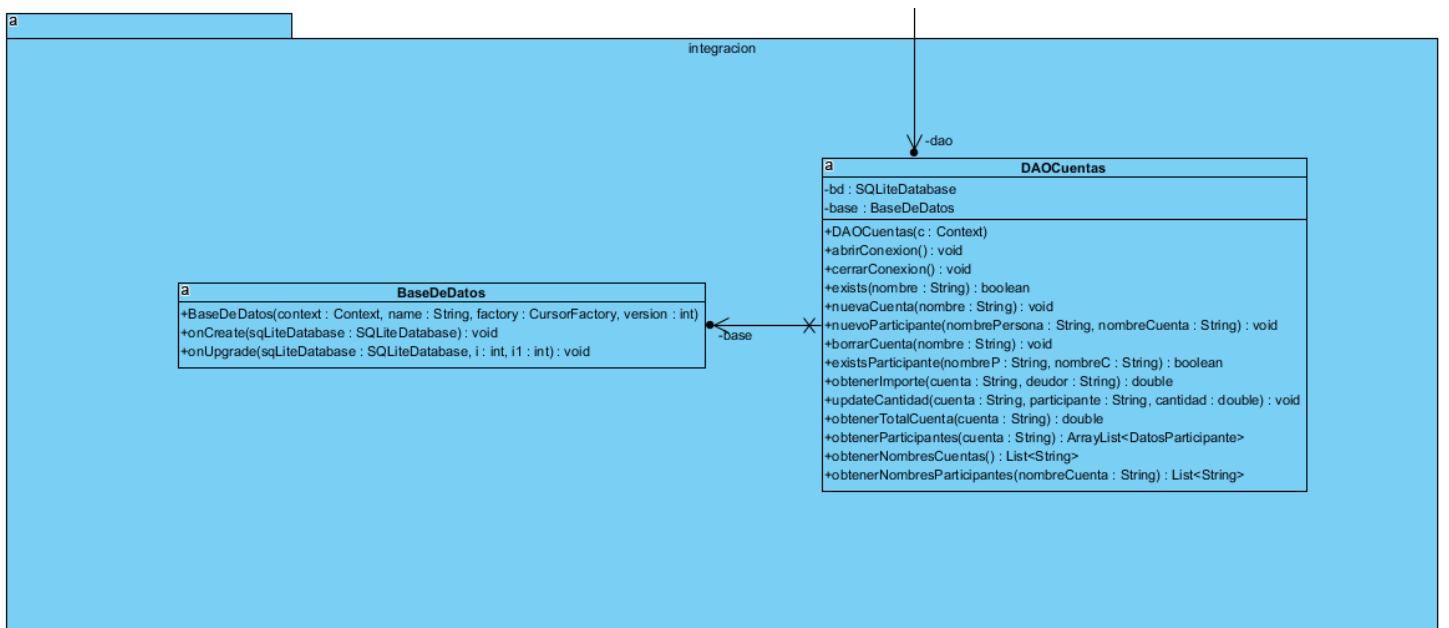 a
integracion
-dao
a
DAOCuentas
-bd : SQLiteDatabase
-base : BaseDeDatos
+DAOCuentas(c : Context)
+abrirConexion() : void
+cerrarConexion() : void
+exists(nombre : String) : boolean
+nuevaCuenta(nombre : String) : void
+nuevoParticipante(nombrePersona : String, nombreCuenta : String) : void
+borrarCuenta(nombre : String) : void
+existsParticipante(nombreP : String, nombreC : String) : boolean
+obtenerImporte(cuenta : String, deudor : String) : double
+updateCantidad(cuenta : String, participante : String, cantidad : double) : void
+obtenerTotalCuenta(cuenta : String) : double
+obtenerParticipantes(cuenta : String) : ArrayList<DatosParticipante>
+obtenerNombresCuentas() : List<String>
+obtenerNombresParticipantes(nombreCuenta : String) : List<String>
a
BaseDeDatos
+BaseDeDatos(context : Context, name : String, factory : CursorFactory, version : int)
+onCreate(sqLiteDatabase : SQLiteDatabase) : void
+onUpgrade(sqLiteDatabase : SQLiteDatabase, i : int, i1 : int) : void
-base